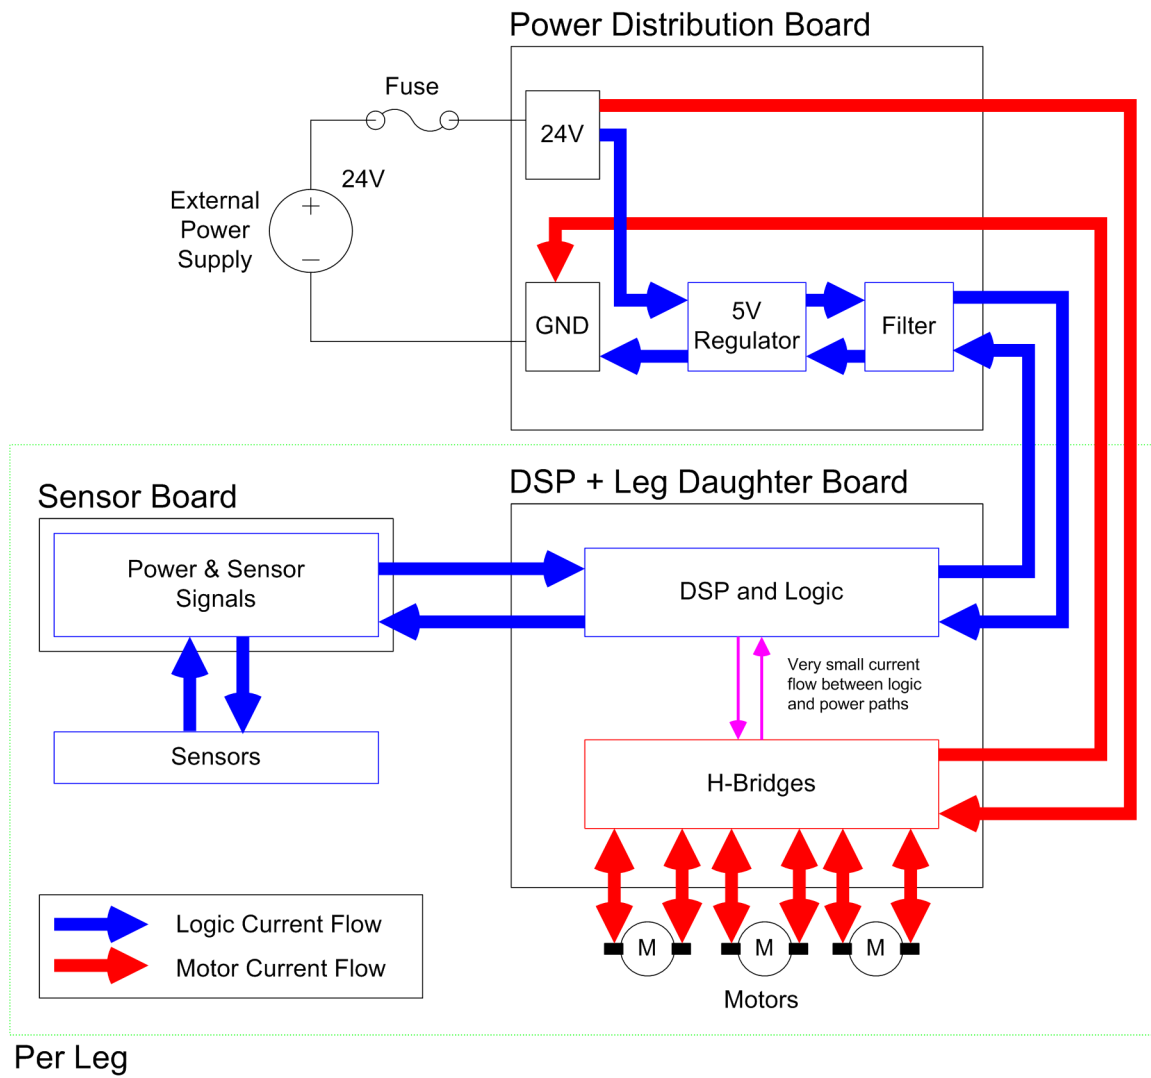 Power Distribution Board
Fuse
24V
24V
External
Power
Supply
+
−
GND
5V
Regulator
Filter
Sensor Board
DSP + Leg Daughter Board
Power & Sensor
Signals
DSP and Logic
Very small current
flow between logic
and power paths
Sensors
H-Bridges
Logic Current Flow
Motor Current Flow
M
M
M
Motors
Per Leg